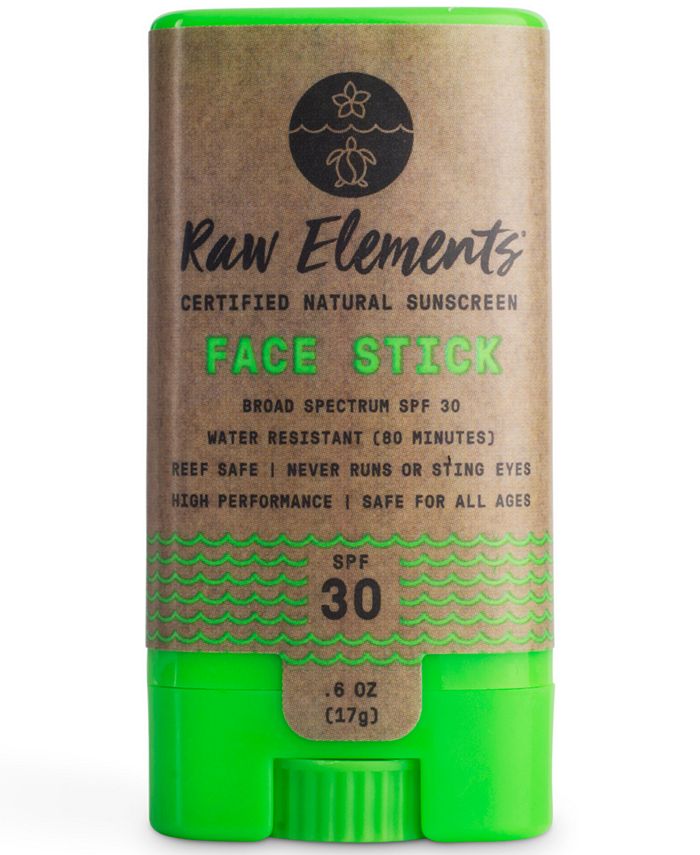 Raw Elements®
CERTIFIED NATURAL SUNSCREEN
FACE STICK
BROAD SPECTRUM SPF 30
WATER RESISTANT (80 MINUTES)
REEF SAFE | NEVER RUNS OR STING EYES
HIGH PERFORMANCE | SAFE FOR ALL AGES
SPF
30
.6 OZ
(17g)